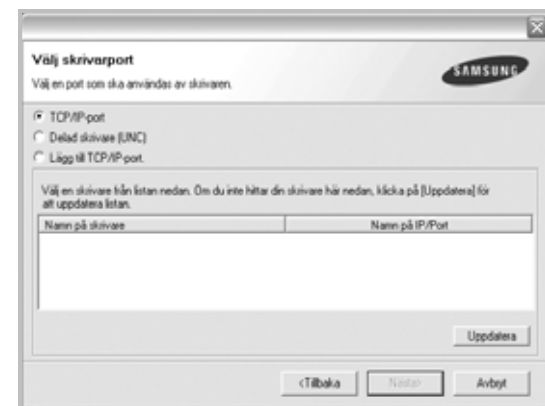 Välj skrivarport
Välj en port som ska användas av skrivaren.
SAMSUNG
TCP/IP-port
Delad skrivare (UNC)
Lägg till TCP/IP-port.
Välj en skrivare från listan nedan. Om du inte hittar din skrivare här nedan, klicka på [Uppdatera] för
att uppdatera listan.
Namn på skrivare
Namn på IP/Port
Uppdatera
<Tillbaka
Nästa>
Avbryt